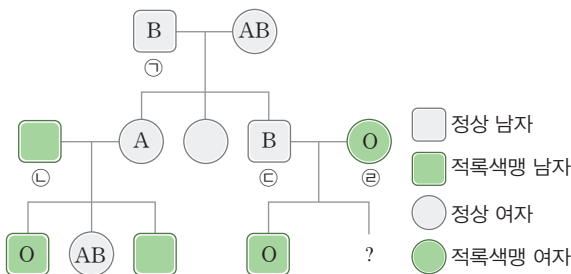 B AB
㉠
A B O
㉡ ㉢ ㉣
O AB O ?
정상 남자
적록색맹 남자
정상 여자
적록색맹 여자